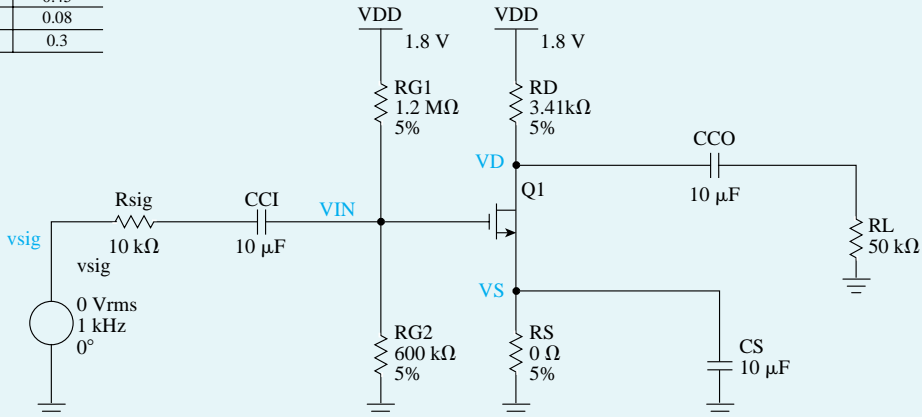 0.08
0.3
VDD
1.8 V
VDD
1.8 V
RG1
1.2 MΩ
5%
RD
3.41kΩ
5%
VD
CCO
10 μF
Q1
Rsig
10 kΩ
CCI
10 μF
VIN
vsig
vsig
RL
50 kΩ
0 Vrms
1 kHz
0°
VS
RG2
600 kΩ
5%
RS
0 Ω
5%
CS
10 μF